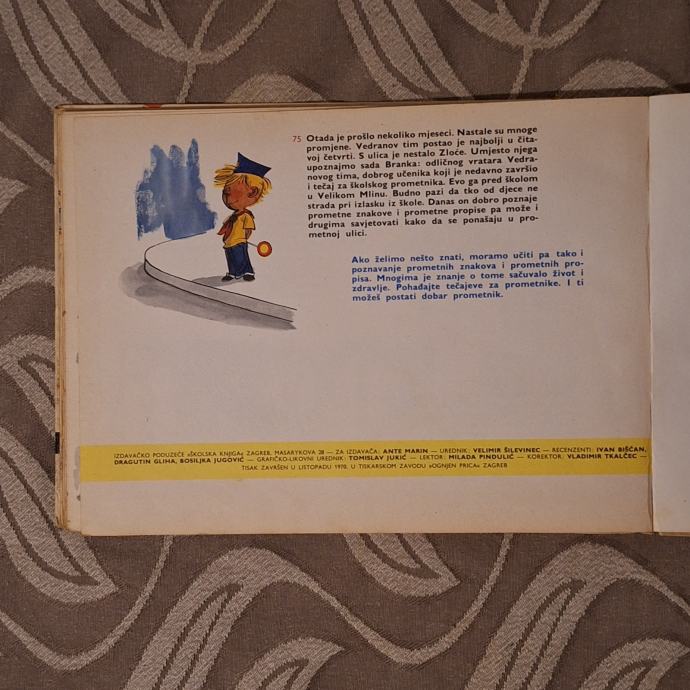 75 Otada je prošlo nekoliko mjeseci. Nastale su mnoge
promjene. Vedranov tim postao je najbolji u čita-
voj četvrti. S ulica je nestalo Zloće. Umjesto njega
upoznajmo sada Branka: odličnog vratara Vedra-
novog tima, dobrog učenika koji je nedavno završio
i tečaj za školskog prometnika. Evo ga pred školom
u Velikom Mlinu. Budno pazi da tko od djece ne
strada pri izlasku iz škole. Danas on dobro poznaje
prometne znakove i prometne propise pa može i
drugima savjetovati kako da se ponašaju u pro-
metnoj ulici.
Ako želimo nešto znati, moramo učiti pa tako i
poznavanje prometnih znakova i prometnih pro-
pisa. Mnogima je znanje o tome sačuvalo život i
zdravlje. Pohađajte tečajeve za prometnike. I ti
možeš postati dobar prometnik.
IZDAVAČKO PODUZEĆE »ŠKOLSKA KNJIGA« ZAGREB, MASARYKOVA 28 — ZA IZDAVAČA: ANTE MARIN — UREDNIK: VELIMIR ŠILEVINEC — RECENZENTI: IVAN BIŠĆAN,
DRAGUTIN GLIHA, BOSILJKA JUGOVIĆ — GRAFIČKO-LIKOVNI UREDNIK: TOMISLAV JUKIĆ — LEKTOR: MILADA PINDULIĆ — KOREKTOR: VLADIMIR TKALČEC —
TISAK ZAVRŠEN U LISTOPADU 1970. U TISKARSKOM ZAVODU »OGNJEN PRICA« ZAGREB